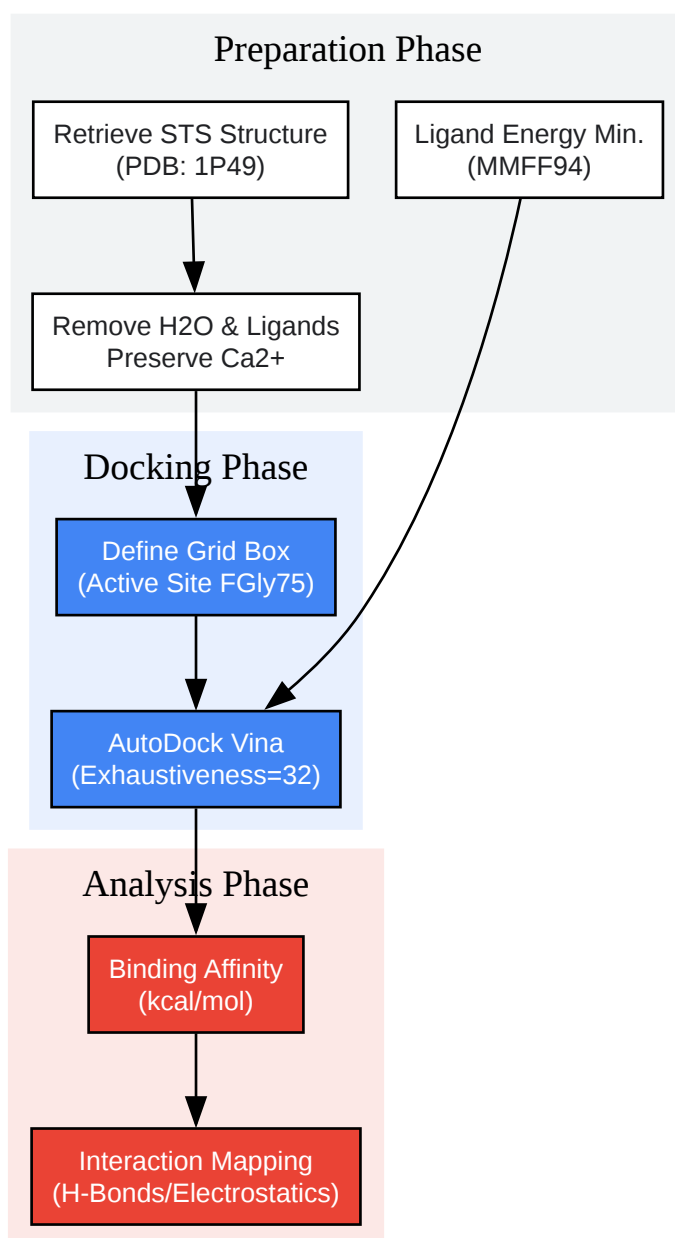 Preparation Phase
Retrieve STS Structure
(PDB: 1P49)
Ligand Energy Min.
(MMFF94)
Remove H2O & Ligands
Preserve Ca2+
Docking Phase
Define Grid Box
(Active Site FGly75)
AutoDock Vina
(Exhaustiveness=32)
Analysis Phase
Binding Affinity
(kcal/mol)
Interaction Mapping
(H-Bonds/Electrostatics)